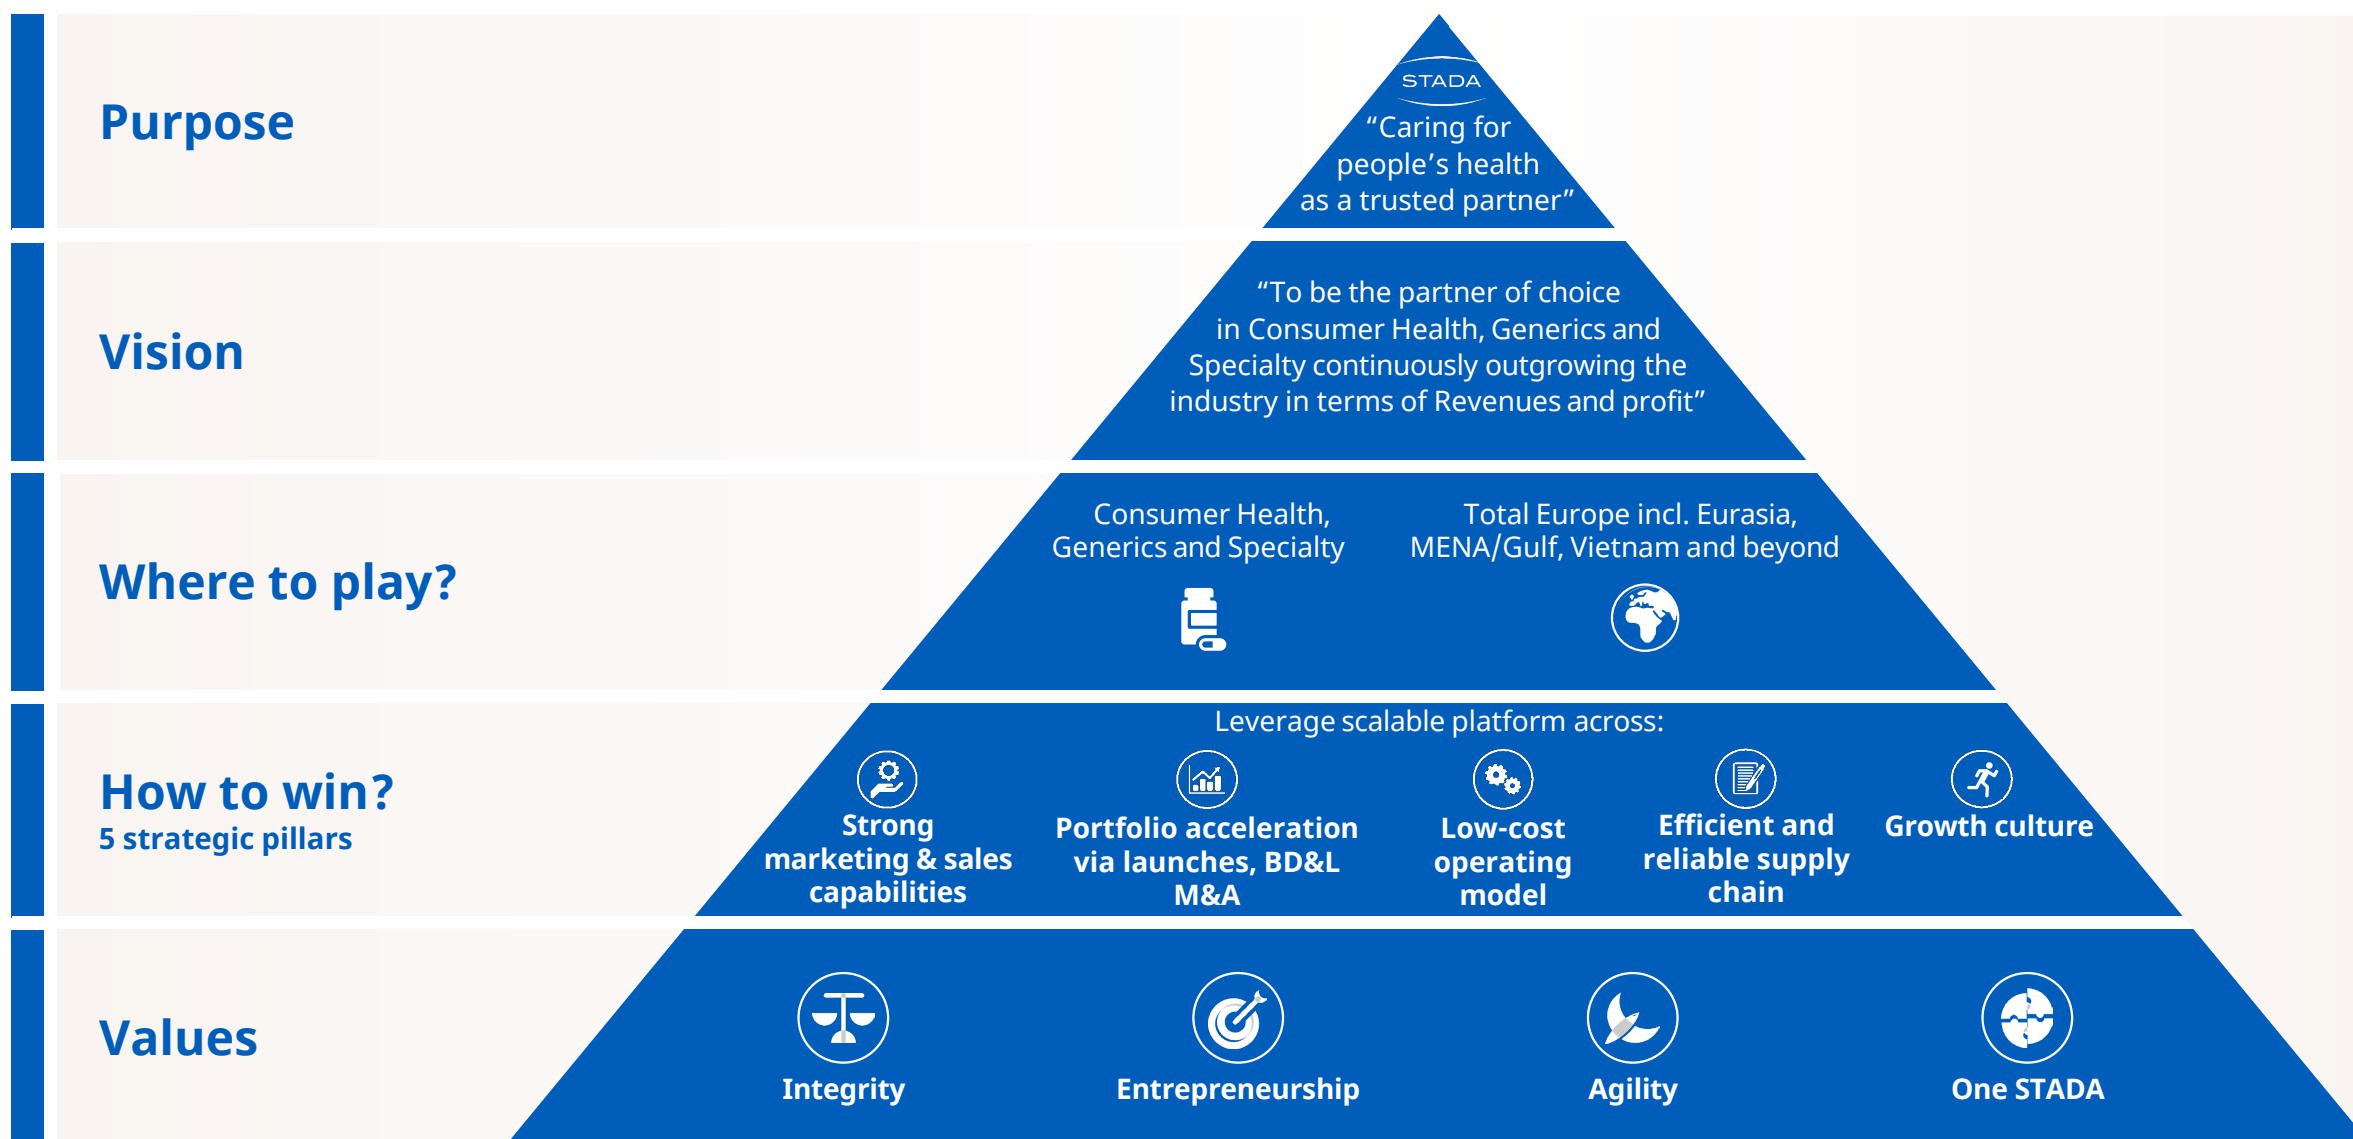 Purpose
STADA
“Caring for
people’s health
as a trusted partner”
Vision
“To be the partner of choice
in Consumer Health, Generics and
Specialty continuously outgrowing the
industry in terms of Revenues and profit”
Where to play?
Consumer Health,
Generics and Specialty
Total Europe incl. Eurasia,
MENA/Gulf, Vietnam and beyond
How to win?
5 strategic pillars
Leverage scalable platform across:
Strong
marketing & sales
capabilities
Portfolio acceleration
via launches, BD&L
M&A
Low-cost
operating
model
Efficient and
reliable supply
chain
Growth culture
Values
Integrity
Entrepreneurship
Agility
One STADA